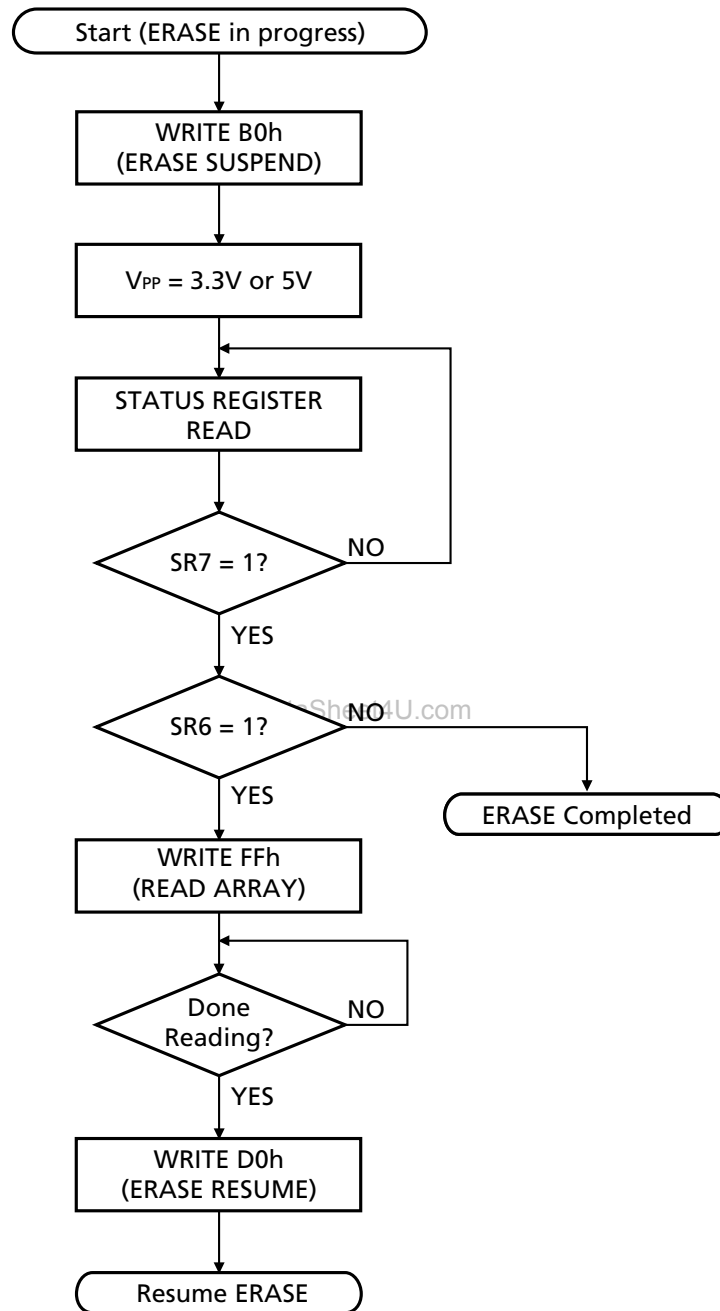 Start (ERASE in progress)
WRITE B0h
(ERASE SUSPEND)
VPP = 3.3V or 5V
STATUS REGISTER
READ
SR7 = 1?
NO
YES
SR6 = 1?
NO
YES
ERASE Completed
WRITE FFh
(READ ARRAY)
Done
Reading?
NO
YES
WRITE D0h
(ERASE RESUME)
Resume ERASE